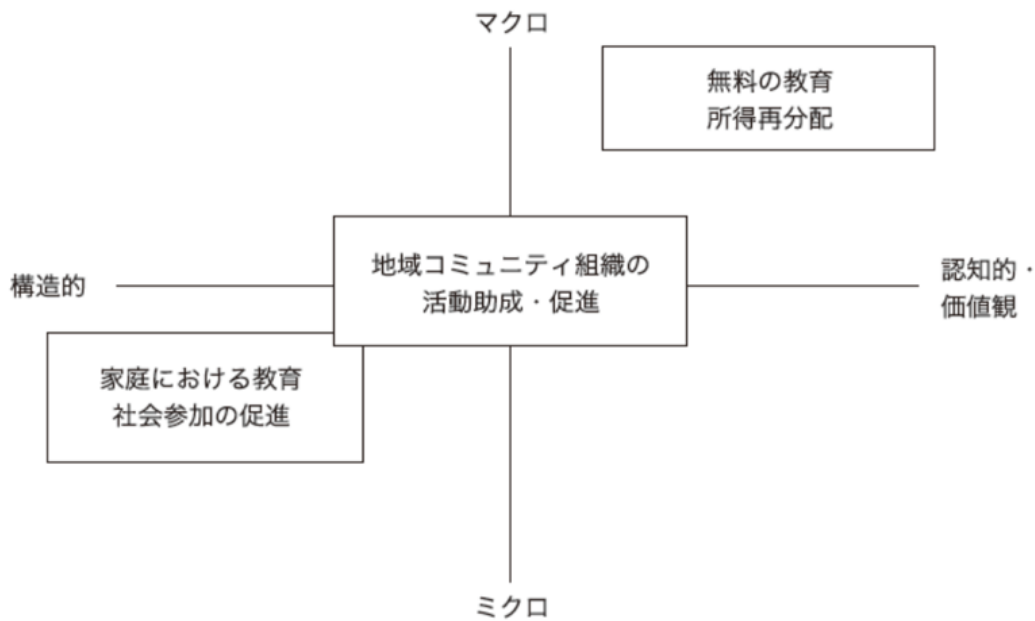 マクロ
無料の教育
所得再分配
地域コミュニティ組織の
活動助成・促進
構造的
認知的・
価値観
家庭における教育
社会参加の促進
ミクロ